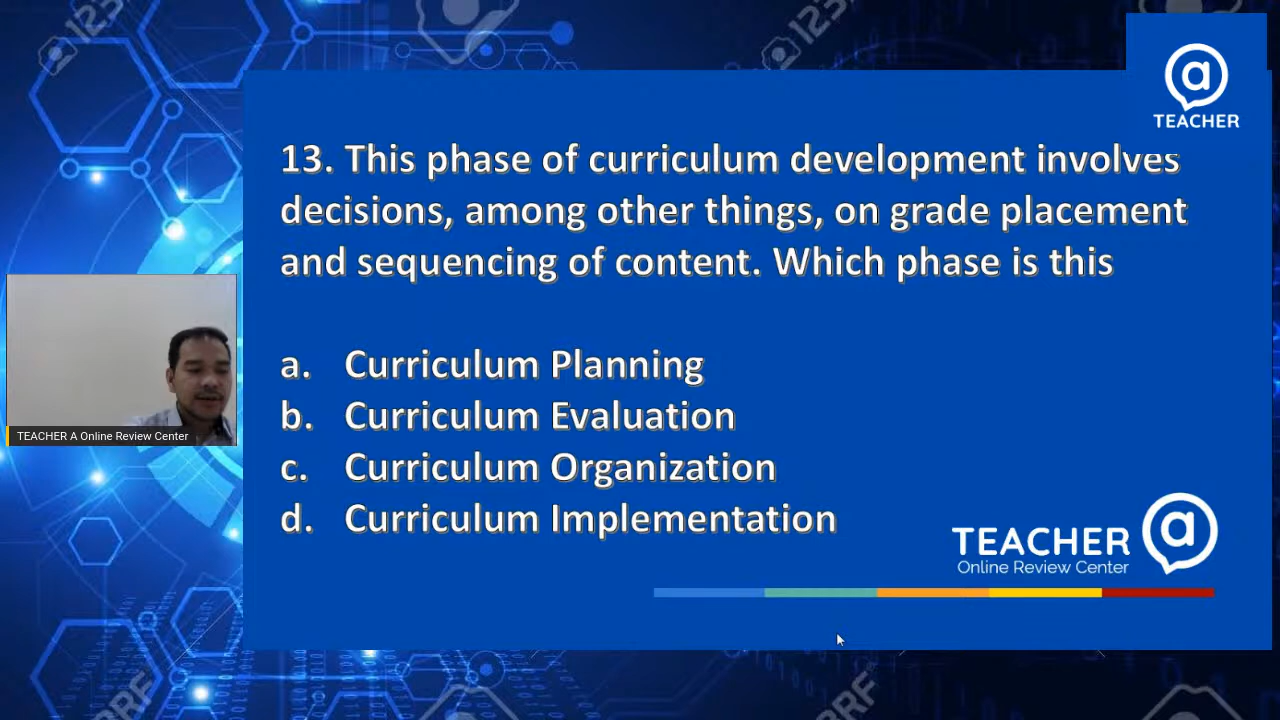 a
TEACHER
13. This phase of curriculum development involves
decisions, among other things, on grade placement
and sequencing of content. Which phase is this
a. Curriculum Planning
b. Curriculum Evaluation
c. Curriculum Organization
d. Curriculum Implementation
TEACHER a
Online Review Center
TEACHER A Online Review Center
123RF